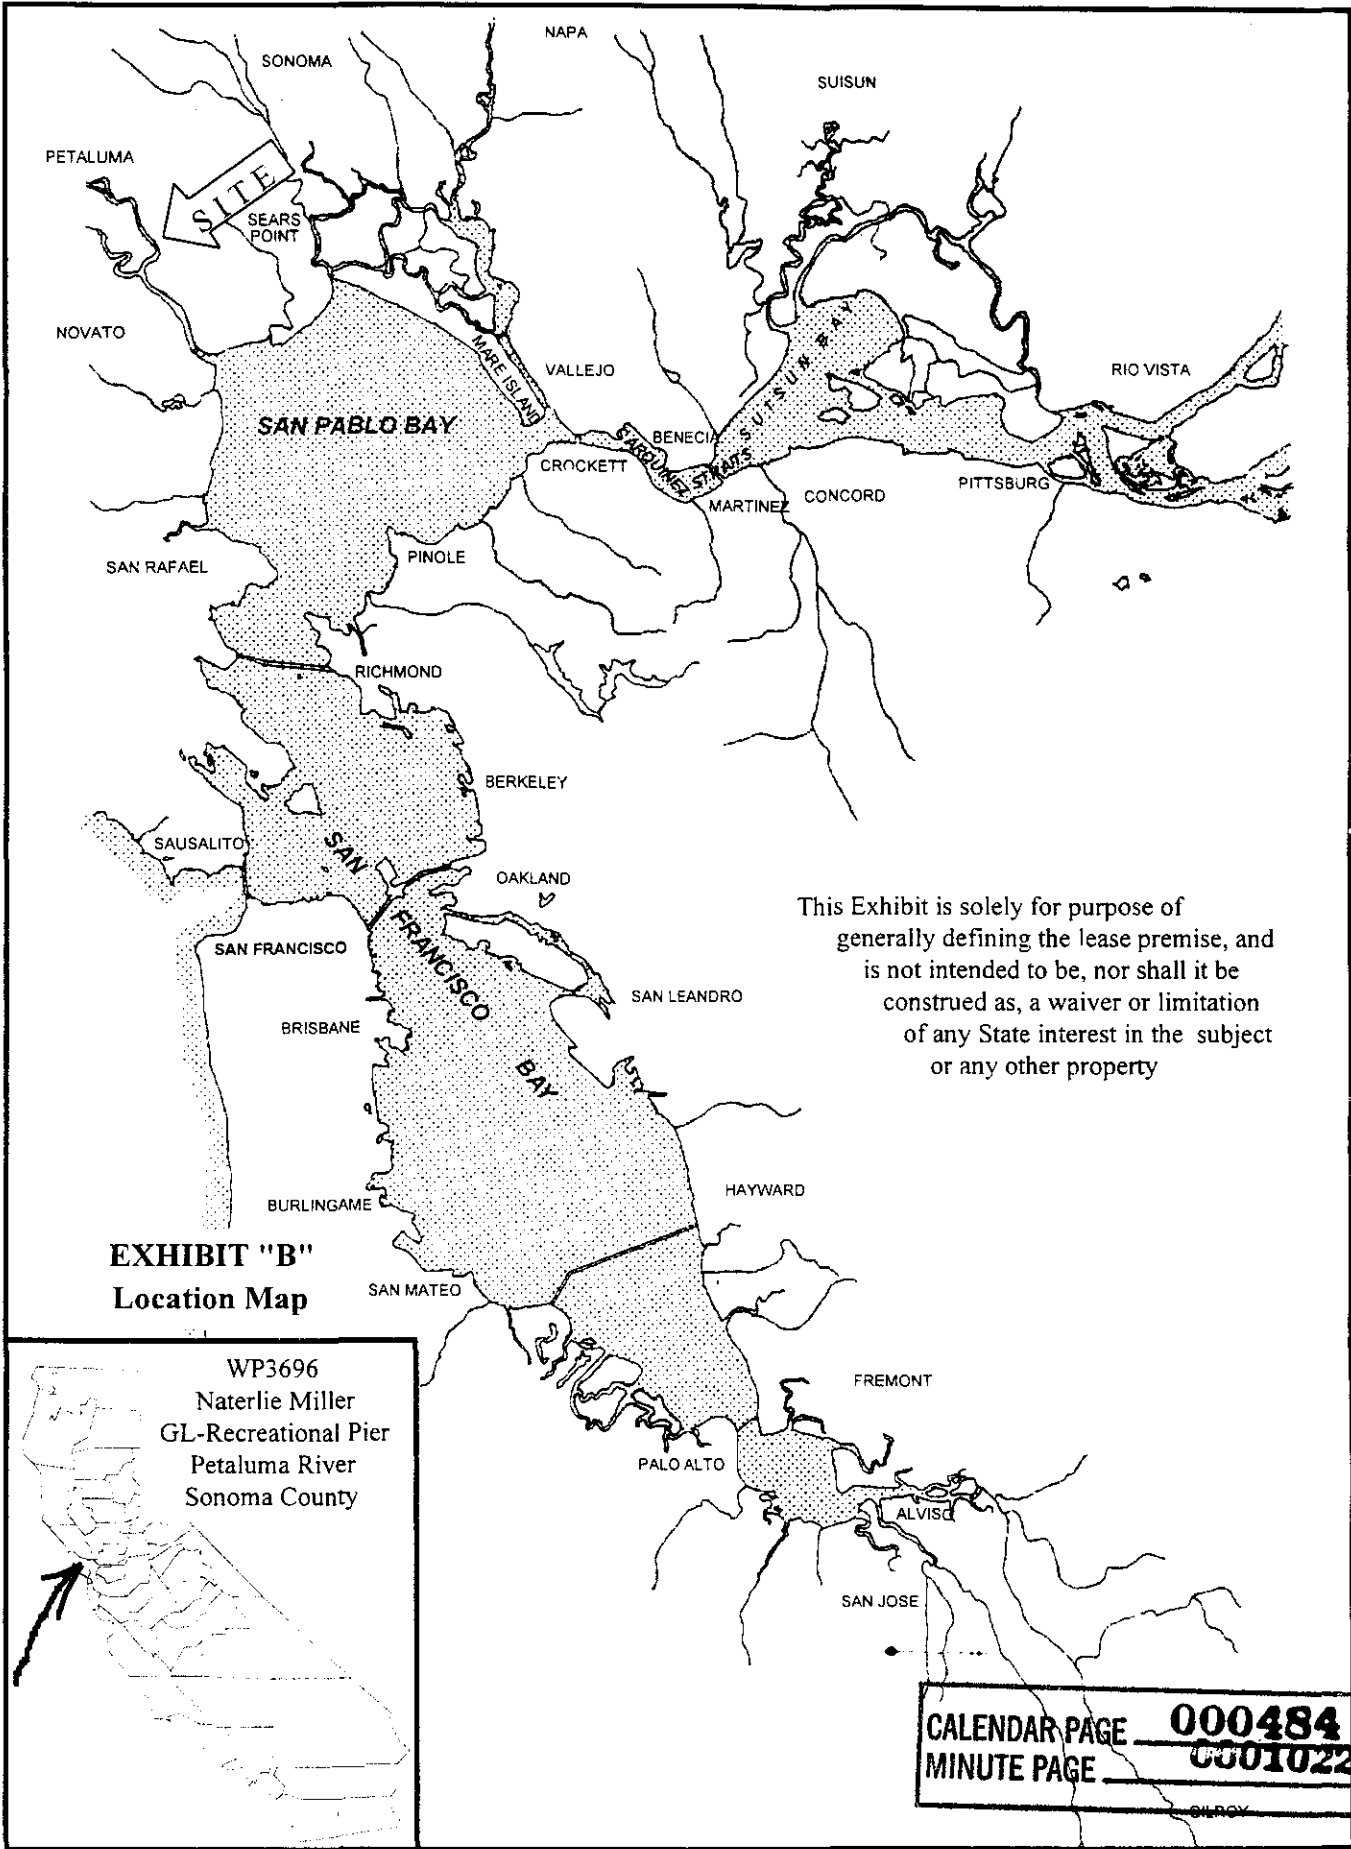 NAPA
SONOMA
SUISUN
PETALUMA
SITE
SEARS
POINT
NOVATO
MARE ISLAND
VALLEJO
SUTSUN BAY
RIO VISTA
SAN PABLO BAY
BENECIA
CROCKETT
STRAITS
PITTSBURG
CONCORD
MARTINEZ
SAN RAFAEL
PINOLE
RICHMOND
BERKELEY
SAUSALITO
SAN
FRANCISCO
BAY
OAKLAND
SAN FRANCISCO
SAN LEANDRO
This Exhibit is solely for purpose of
generally defining the lease premise, and
is not intended to be, nor shall it be
construed as, a waiver or limitation
of any State interest in the subject
or any other property
BRISBANE
HAYWARD
BURLINGAME
EXHIBIT "B"
Location Map
SAN MATEO
WP3696
Naterlie Miller
GL-Recreational Pier
Petaluma River
Sonoma County
FREMONT
PALO ALTO
ALVISO
SAN JOSE
CALENDAR PAGE 000484
MINUTE PAGE 0001022
GILROY